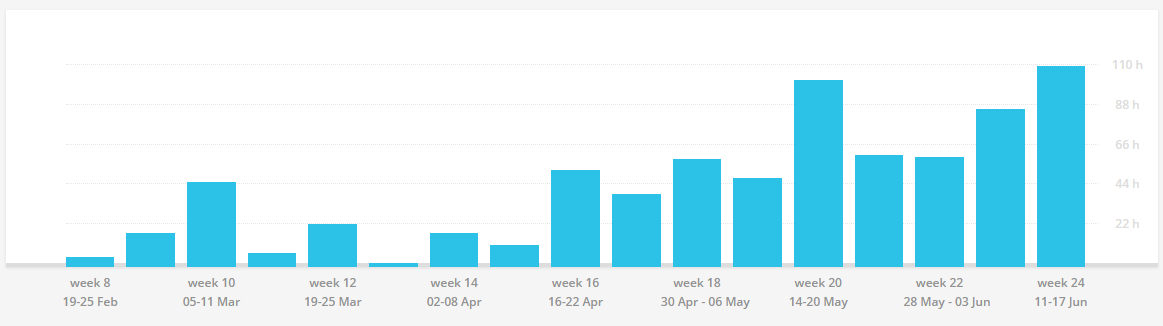 110 h
88 h
66 h
44 h
22 h
week 8
19-25 Feb
week 10
05-11 Mar
week 12
19-25 Mar
week 14
02-08 Apr
week 16
16-22 Apr
week 18
30 Apr - 06 May
week 20
14-20 May
week 22
28 May - 03 Jun
week 24
11-17 Jun